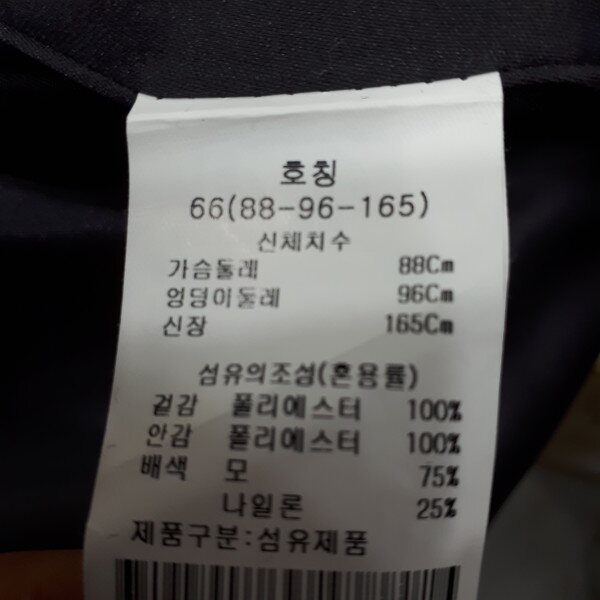 호칭
66(88-96-165)
신체치수
가슴둘레 88Cm
엉덩이둘레 96Cm
신장 165Cm
섬유의조성(혼용률)
겉감 폴리에스터 100%
안감 폴리에스터 100%
배색 모 75%
나일론 25%
제품구분:섬유제품